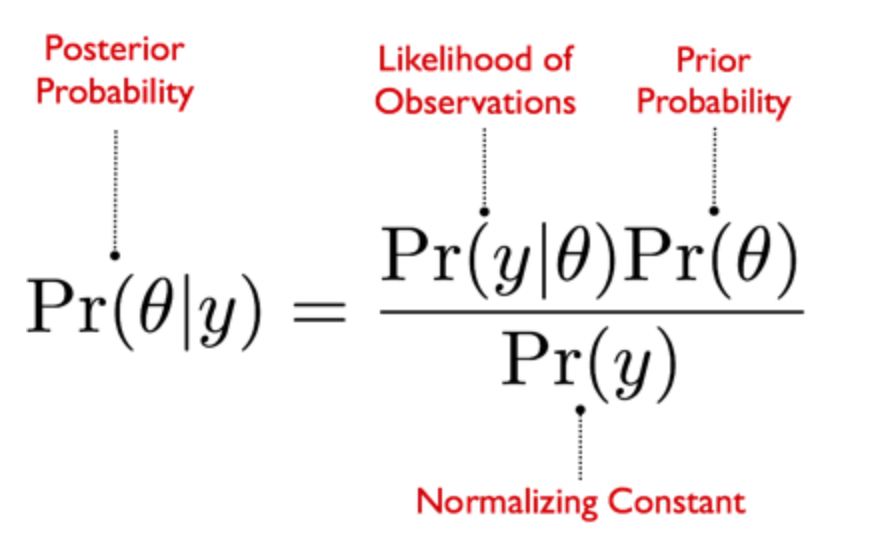 Posterior
Probability
Likelihood of
Observations
Prior
Probability
Pr(θ|y) = Pr(y|θ)Pr(θ)
Pr(y)
Normalizing Constant